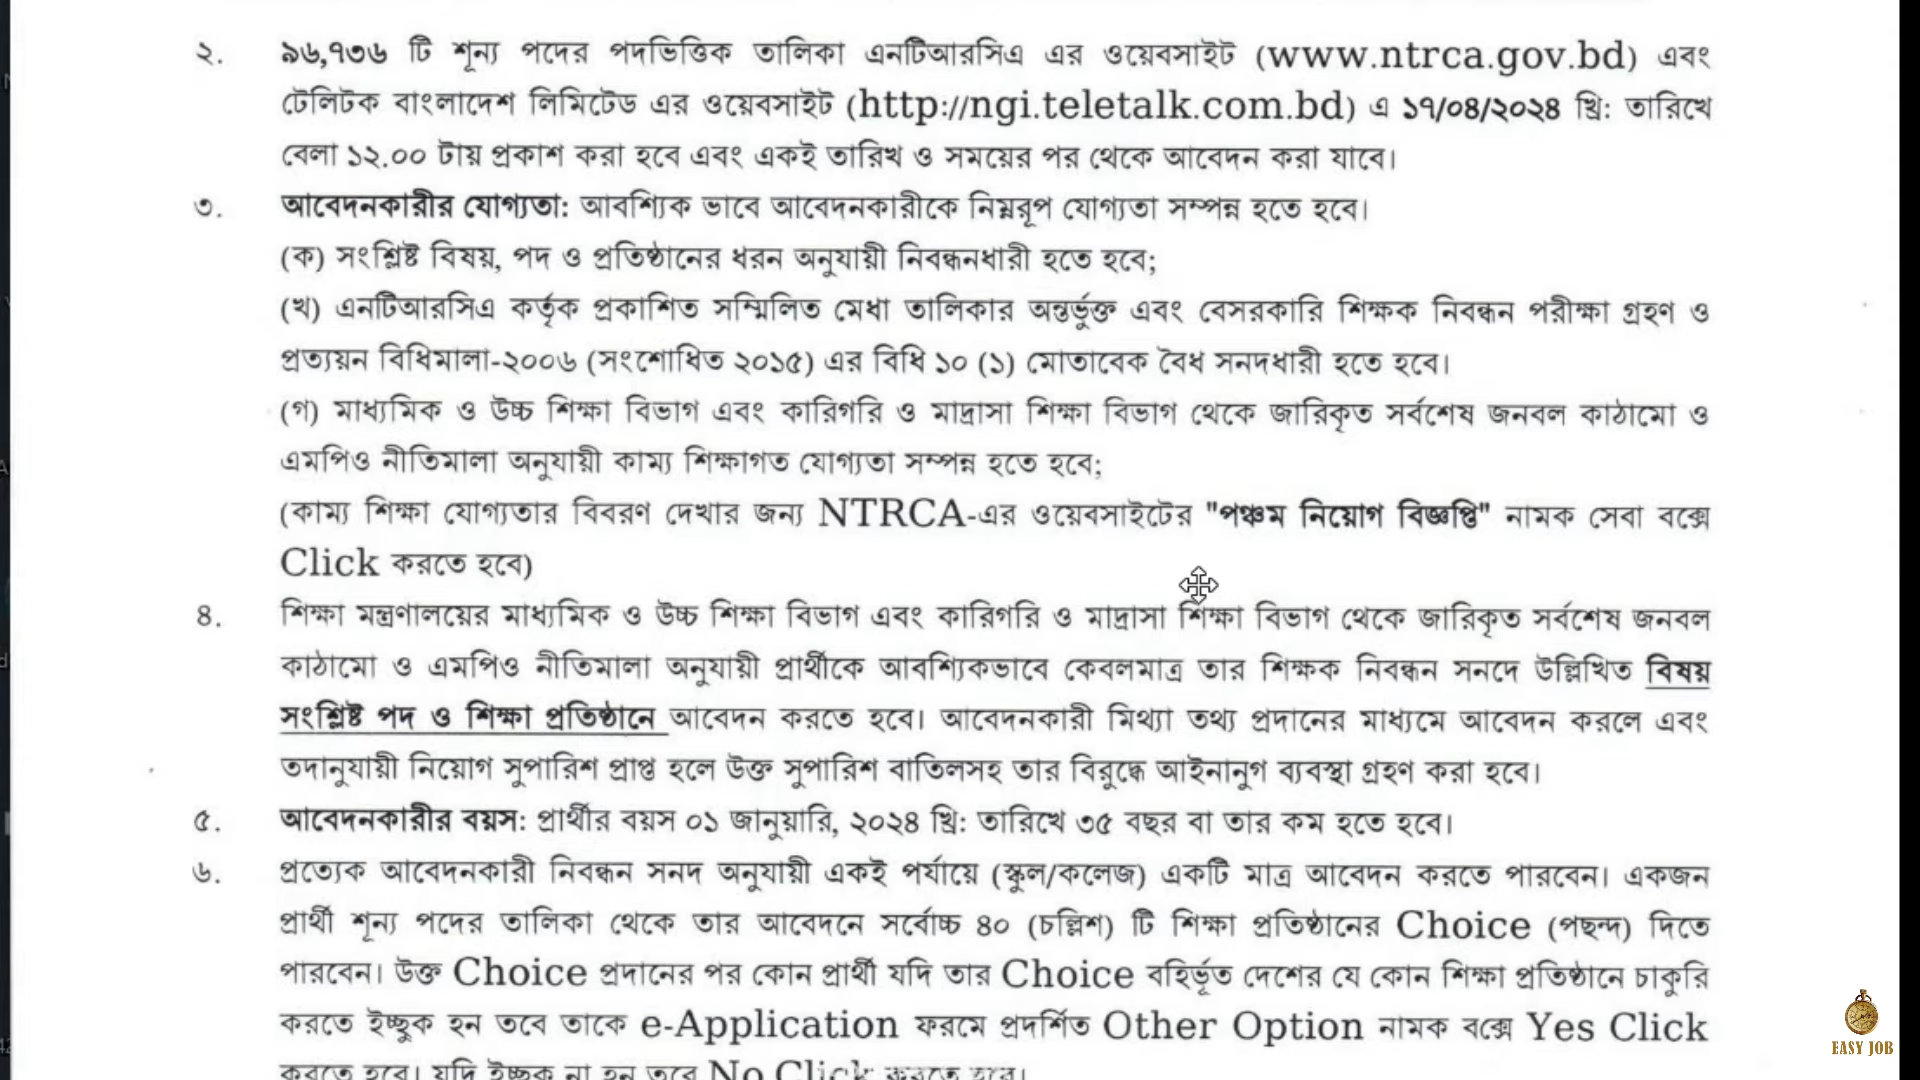 ২. ৯৬,৭৩৬ টি শূন্য পদের পদভিত্তিক তালিকা এনটিআরসিএ এর ওয়েবসাইট (www.ntrca.gov.bd) এবং
টেলিটক বাংলাদেশ লিমিটেড এর ওয়েবসাইট (http://ngi.teletalk.com.bd) এ ১৭/০৪/২০২৪ খ্রি: তারিখে
বেলা ১২.০০ টায় প্রকাশ করা হবে এবং একই তারিখ ও সময়ের পর থেকে আবেদন করা যাবে।
৩. আবেদনকারীর যোগ্যতা: আবশ্যিক ভাবে আবেদনকারীকে নিম্নরূপ যোগ্যতা সম্পন্ন হতে হবে।
(ক) সংশ্লিষ্ট বিষয়, পদ ও প্রতিষ্ঠানের ধরন অনুযায়ী নিবন্ধনধারী হতে হবে;
(খ) এনটিআরসিএ কর্তৃক প্রকাশিত সম্মিলিত মেধা তালিকার অন্তর্ভুক্ত এবং বেসরকারি শিক্ষক নিবন্ধন পরীক্ষা গ্রহণ ও
প্রত্যয়ন বিধিমালা-২০০৬ (সংশোধিত ২০১৫) এর বিধি ১০ (১) মোতাবেক বৈধ সনদধারী হতে হবে।
(গ) মাধ্যমিক ও উচ্চ শিক্ষা বিভাগ এবং কারিগরি ও মাদ্রাসা শিক্ষা বিভাগ থেকে জারিকৃত সর্বশেষ জনবল কাঠামো ও
এমপিও নীতিমালা অনুযায়ী কাম্য শিক্ষাগত যোগ্যতা সম্পন্ন হতে হবে;
(কাম্য শিক্ষা যোগ্যতার বিবরণ দেখার জন্য NTRCA-এর ওয়েবসাইটের "পঞ্চম নিয়োগ বিজ্ঞপ্তি" নামক সেবা বক্সে
Click করতে হবে)
৪. শিক্ষা মন্ত্রণালয়ের মাধ্যমিক ও উচ্চ শিক্ষা বিভাগ এবং কারিগরি ও মাদ্রাসা শিক্ষা বিভাগ থেকে জারিকৃত সর্বশেষ জনবল
কাঠামো ও এমপিও নীতিমালা অনুযায়ী প্রার্থীকে আবশ্যিকভাবে কেবলমাত্র তার শিক্ষক নিবন্ধন সনদে উল্লিখিত বিষয়
সংশ্লিষ্ট পদ ও শিক্ষা প্রতিষ্ঠানে আবেদন করতে হবে। আবেদনকারী মিথ্যা তথ্য প্রদানের মাধ্যমে আবেদন করলে এবং
তদানুযায়ী নিয়োগ সুপারিশ প্রাপ্ত হলে উক্ত সুপারিশ বাতিলসহ তার বিরুদ্ধে আইনানুগ ব্যবস্থা গ্রহণ করা হবে।
৫. আবেদনকারীর বয়স: প্রার্থীর বয়স ০১ জানুয়ারি, ২০২৪ খ্রি: তারিখে ৩৫ বছর বা তার কম হতে হবে।
৬. প্রত্যেক আবেদনকারী নিবন্ধন সনদ অনুযায়ী একই পর্যায়ে (স্কুল/কলেজ) একটি মাত্র আবেদন করতে পারবেন। একজন
প্রার্থী শূন্য পদের তালিকা থেকে তার আবেদনে সর্বোচ্চ ৪০ (চল্লিশ) টি শিক্ষা প্রতিষ্ঠানের Choice (পছন্দ) দিতে
পারবেন। উক্ত Choice প্রদানের পর কোন প্রার্থী যদি তার Choice বহির্ভূত দেশের যে কোন শিক্ষা প্রতিষ্ঠানে চাকুরি
করতে ইচ্ছুক হন তবে তাকে e-Application ফরমে প্রদর্শিত Other Option নামক বক্সে Yes Click
করতে হবে। যদি ইচ্ছুক না হন তবে No Click করতে হবে।
EASY JOB